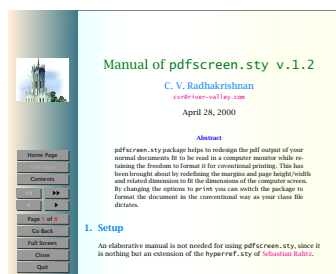 Manual of pdfscreen.sty v.1.2
C. V. Radhakrishnan
cvr@river-valley.com
April 28, 2000
Abstract
pdfscreen.sty package helps to redesign the pdf output of your
normal documents fit to be read in a computer monitor while re-
taining the freedom to format it for coventional printing. This has
been brought about by redefining the margins and page height/width
and related dimension to fit the dimensions of the computer screen.
By changing the options to print you can switch the package to
format the document in the conventional way as your class file
dictates.
1. Setup
An elaborative manual is not needed for using pdfscreen.sty, since it
is nothing but an extension of the hyperref.sty of Sebastian Rahtz.
Home Page
Contents
Page 1 of 8
Go Back
Full Screen
Close
Quit